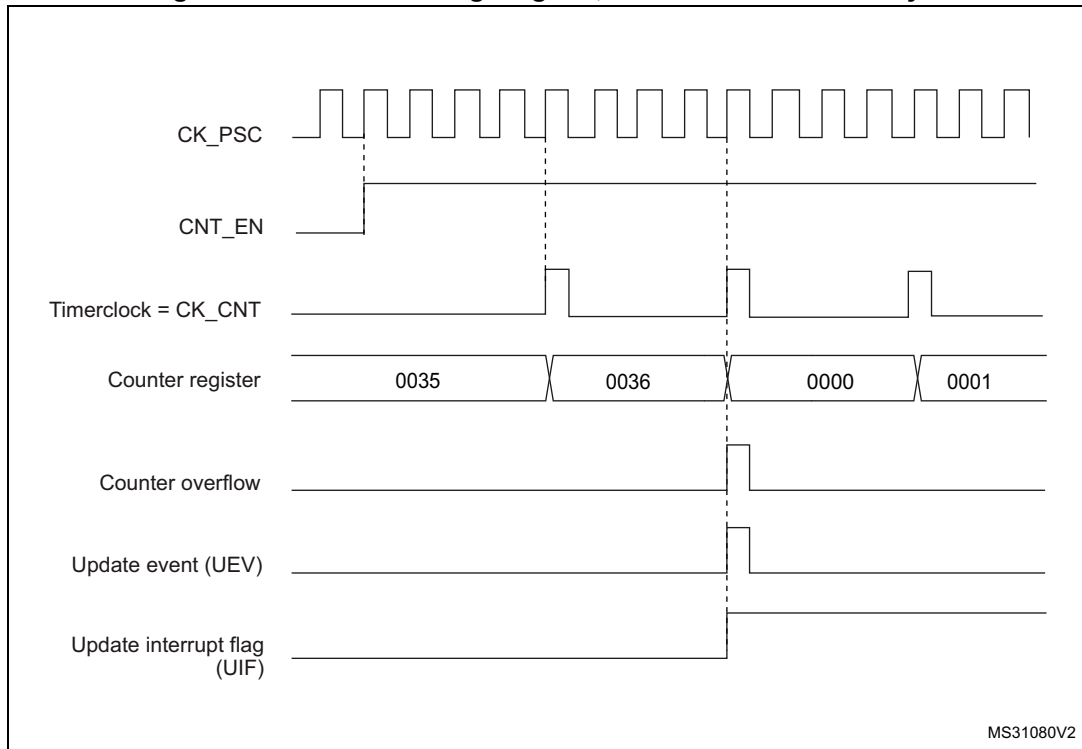 CK_PSC
CNT_EN
Timerclock = CK_CNT
Counter register
0035
0036
0000
0001
Counter overflow
Update event (UEV)
Update interrupt flag
(UIF)
MS31080V2